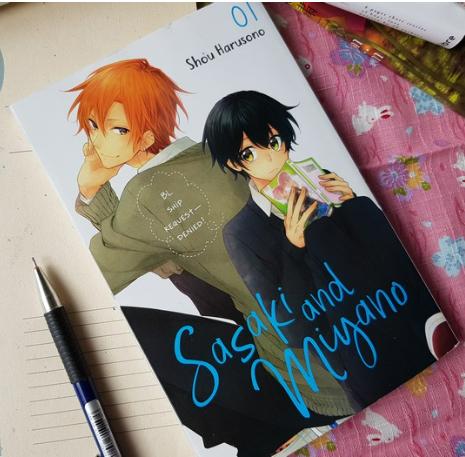 01
Shou Harusono
BL
SHIP
REQUEST—
DENIED!
Sasaki
and
Miyano